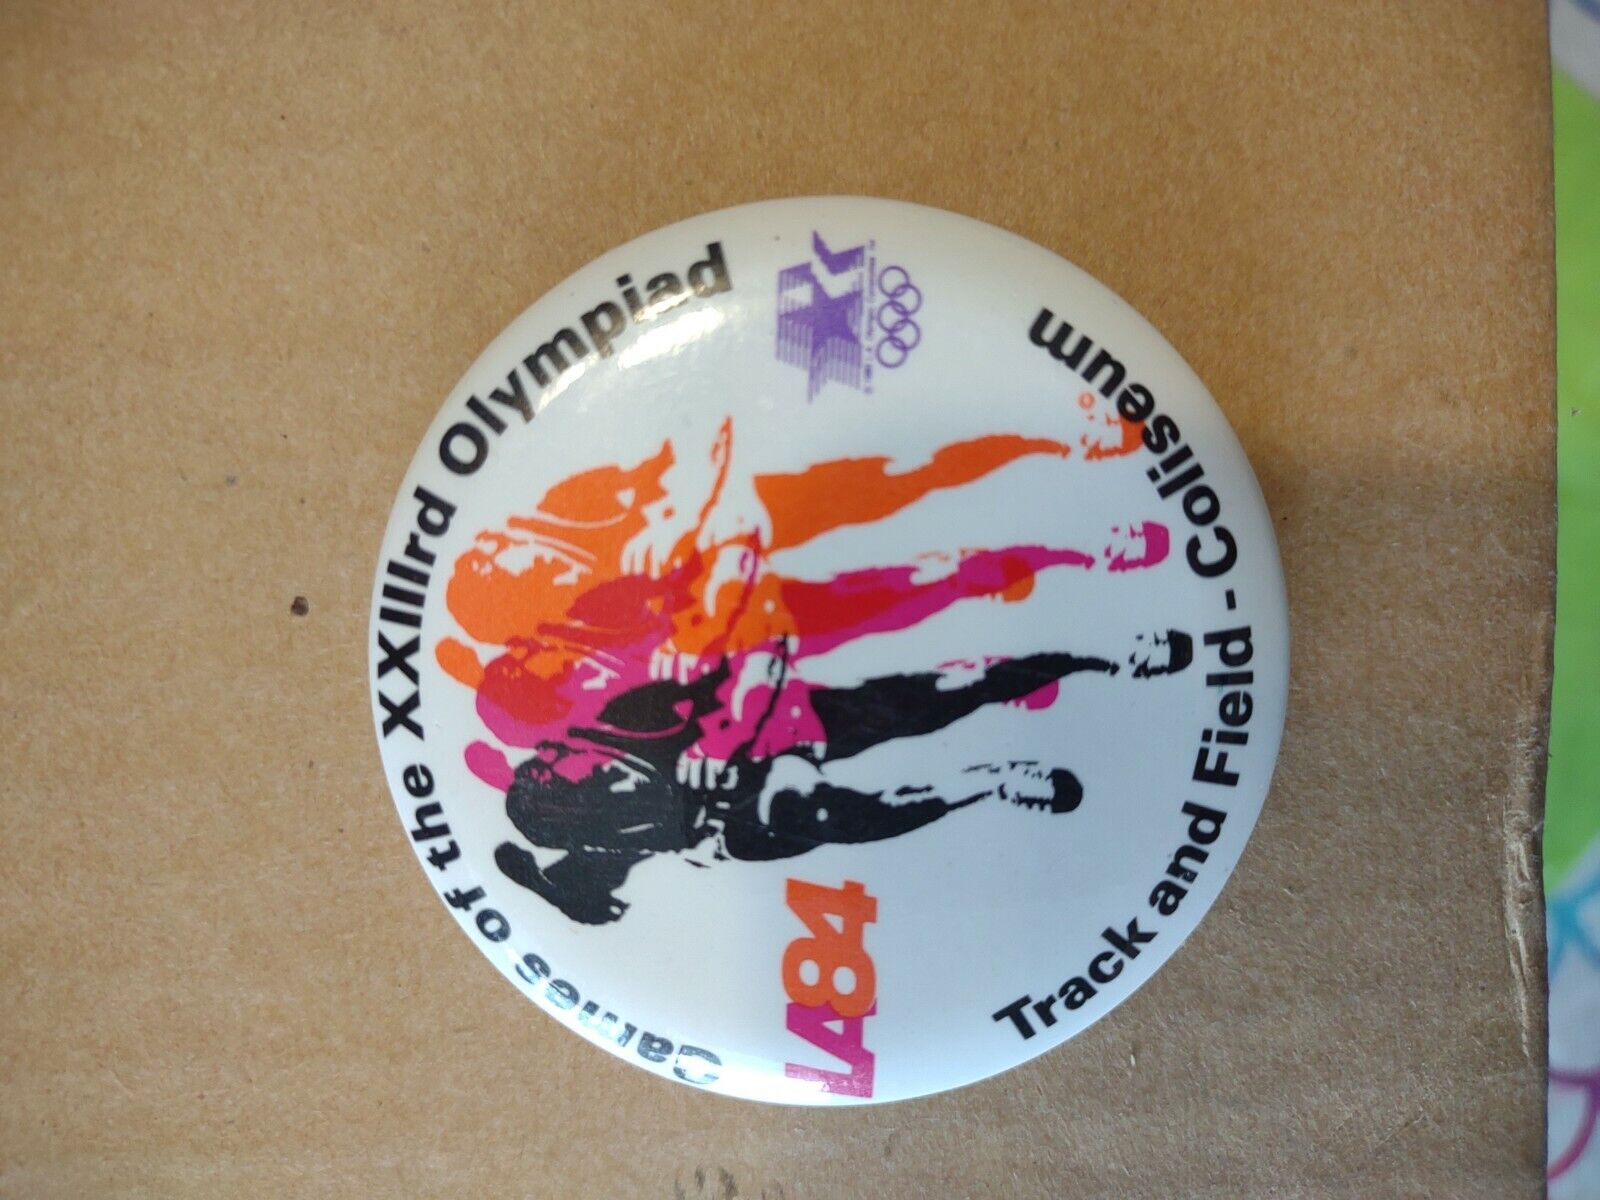 Games of the XXIIIrd Olympiad
LA84
Track and Field - Coliseum